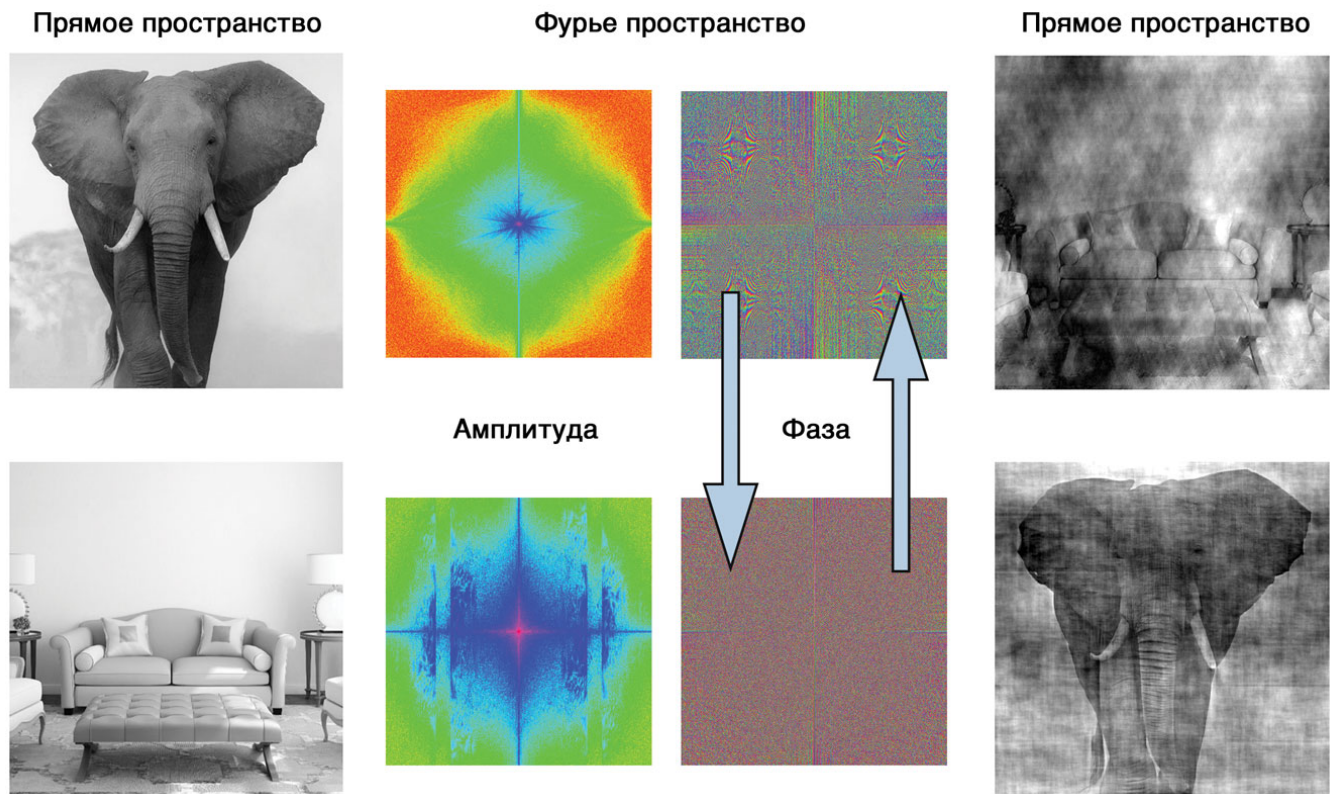 Прямое пространство
Фурье пространство
Прямое пространство
Амплитуда
Фаза